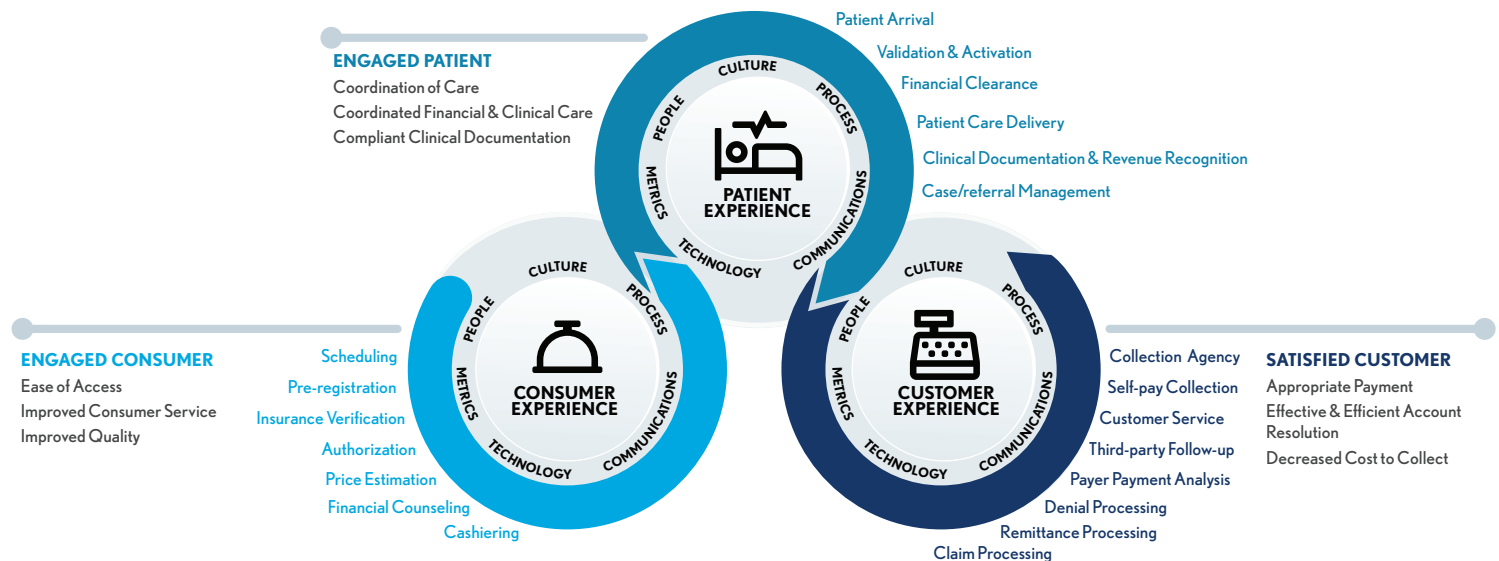 ENGAGED PATIENT
Coordination of Care
Coordinated Financial & Clinical Care
Compliant Clinical Documentation
CULTURE
PROCESS
COMMUNICATIONS
TECHNOLOGY
METRICS
PEOPLE
PATIENT
EXPERIENCE
Patient Arrival
Validation & Activation
Financial Clearance
Patient Care Delivery
Clinical Documentation & Revenue Recognition
Case/referral Management
ENGAGED CONSUMER
Ease of Access
Improved Consumer Service
Improved Quality
Scheduling
Pre-registration
Insurance Verification
Authorization
Price Estimation
Financial Counseling
Cashiering
CULTURE
PROCESS
COMMUNICATIONS
TECHNOLOGY
METRICS
PEOPLE
CONSUMER
EXPERIENCE
CULTURE
PROCESS
COMMUNICATIONS
TECHNOLOGY
METRICS
PEOPLE
CUSTOMER
EXPERIENCE
Collection Agency
Self-pay Collection
Customer Service
Third-party Follow-up
Payer Payment Analysis
Denial Processing
Remittance Processing
Claim Processing
SATISFIED CUSTOMER
Appropriate Payment
Effective & Efficient Account
Resolution
Decreased Cost to Collect